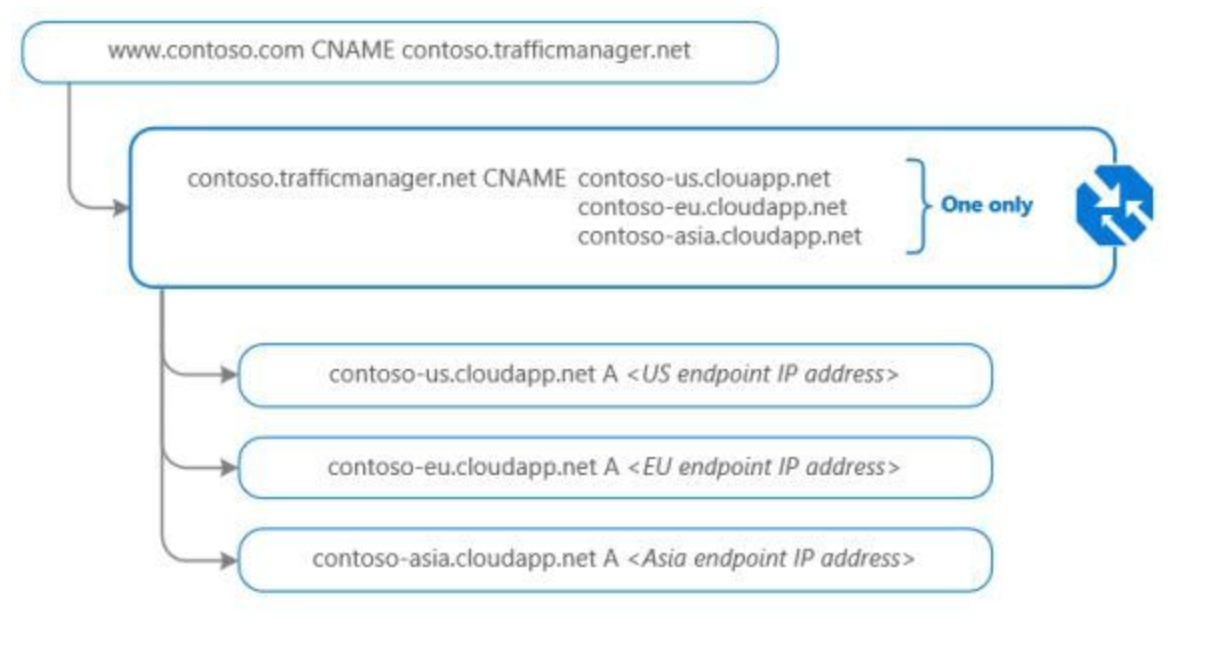 www.contoso.com CNAME contoso.trafficmanager.net
contoso.trafficmanager.net CNAME contoso-us.clouapp.net
contoso-eu.cloudapp.net
contoso-asia.cloudapp.net
One only
contoso-us.cloudapp.net A <US endpoint IP address>
contoso-eu.cloudapp.net A <EU endpoint IP address>
contoso-asia.cloudapp.net A <Asia endpoint IP address>